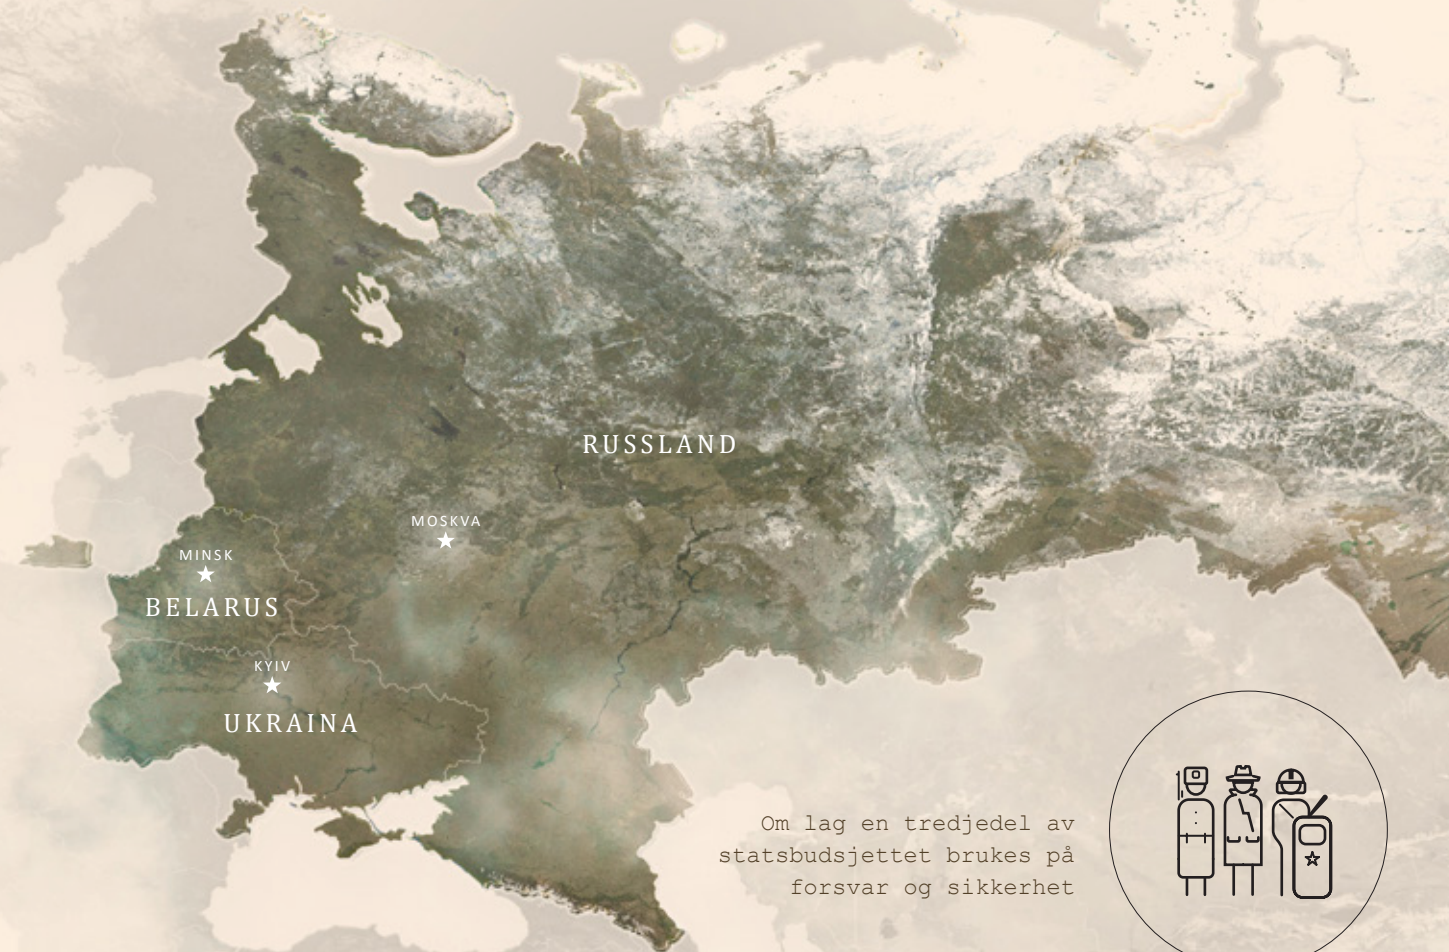 RUSSLAND
MOSKVA
MINSK
BELARUS
KYIV
UKRAINA
Om lag en tredjedel av
statsbudsjettet brukes på
forsvar og sikkerhet